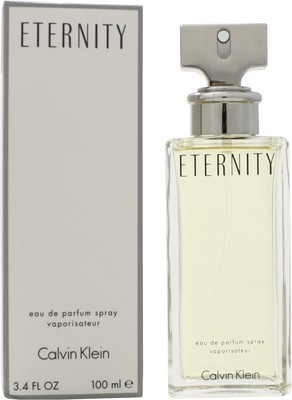 ETERNITY
eau de parfum spray
vaporisateur
Calvin Klein
3.4 FL OZ 100 ml e
ETERNITY
eau de parfum spray
vaporisateur
Calvin Klein